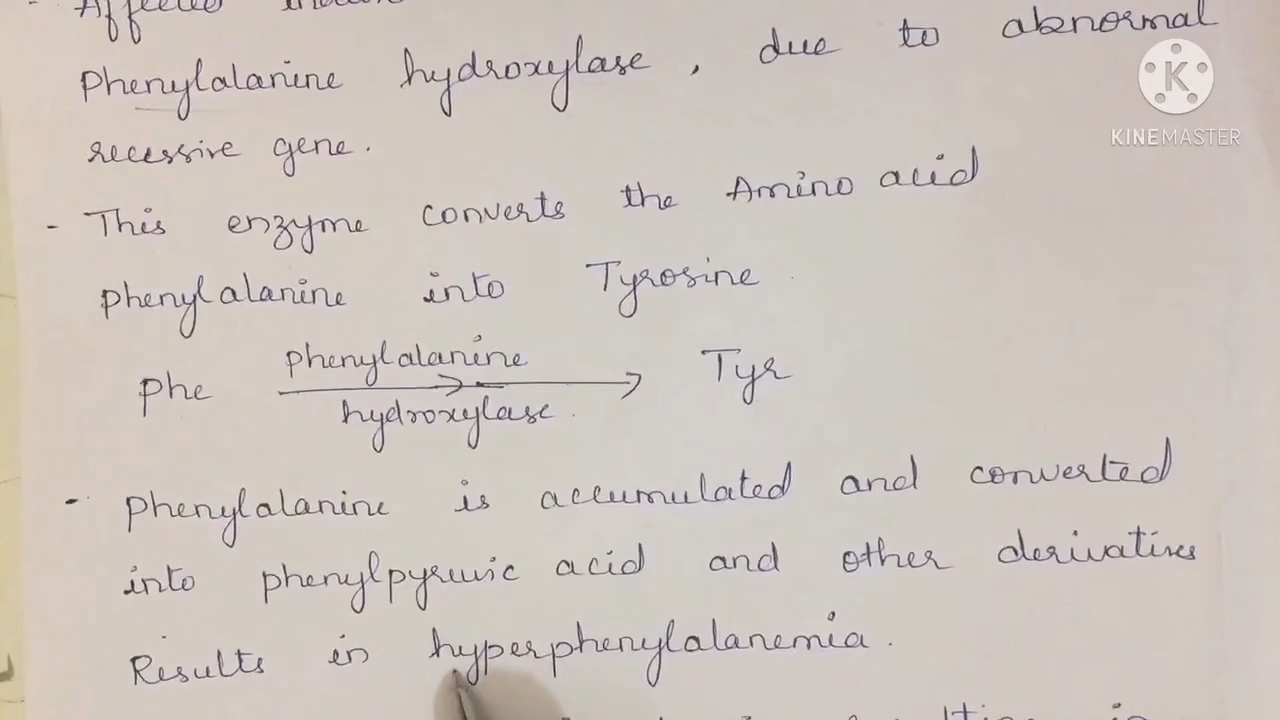 Affected
Phenylalanine hydroxylase, due to abnormal
recessive gene.
- This enzyme converts the Amino acid
phenylalanine into Tyrosine
phe phenylalanine hydroxylase Tyr
- phenylalanine is accumulated and converted
into phenylpyruvic acid and other derivatives
Results in hyperphenylalanemia.
KINEMASTER